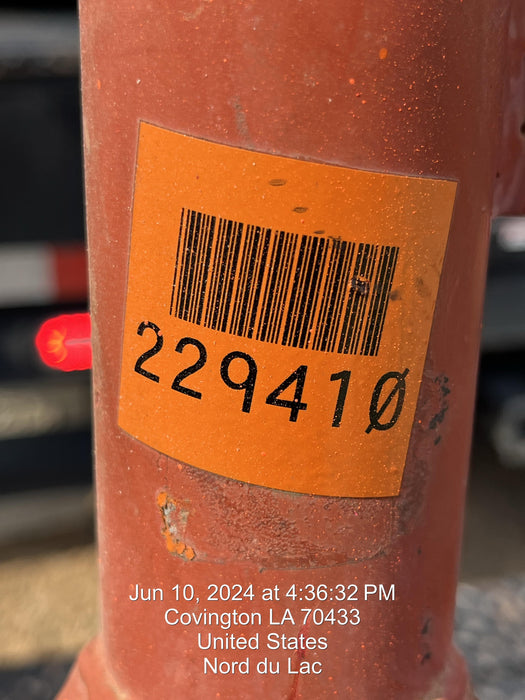 229410
Jun 10, 2024 at 4:36:32 PM
Covington LA 70433
United States
Nord du Lac